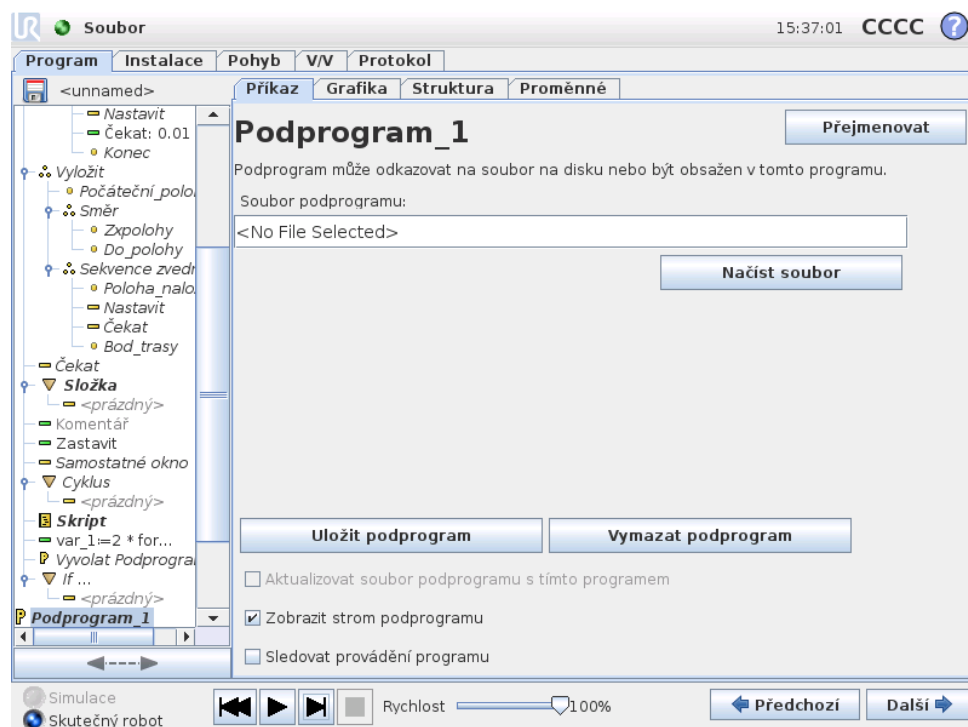 Soubor
15:37:01 CCCC ?
Program Instalace Pohyb V/V Protokol
<unnamed>
Příkaz Grafika Struktura Proměnné
Nastavit
Čekat: 0.01
Konec
Vyložit
Počáteční_polo
Směr
Zxpolohy
Do_polohy
Sekvence zvedn
Poloha_nalo
Nastavit
Čekat
Bod_trasy
Čekat
Složka
<prázdný>
Komentář
Zastavit
Samostatné okno
Cyklus
<prázdný>
Skript
var_1:=2 * for...
Vyvolat Podprogra
If ...
<prázdný>
Podprogram_1
Podprogram_1
Přejmenovat
Podprogram může odkazovat na soubor na disku nebo být obsažen v tomto programu.
Soubor podprogramu:
<No File Selected>
Načíst soubor
Uložit podprogram Vymazat podprogram
Aktualizovat soubor podprogramu s tímto programem
Zobrazit strom podprogramu
Sledovat provádění programu
Simulace
Skutečný robot
Rychlost 100%
Předchozí Další